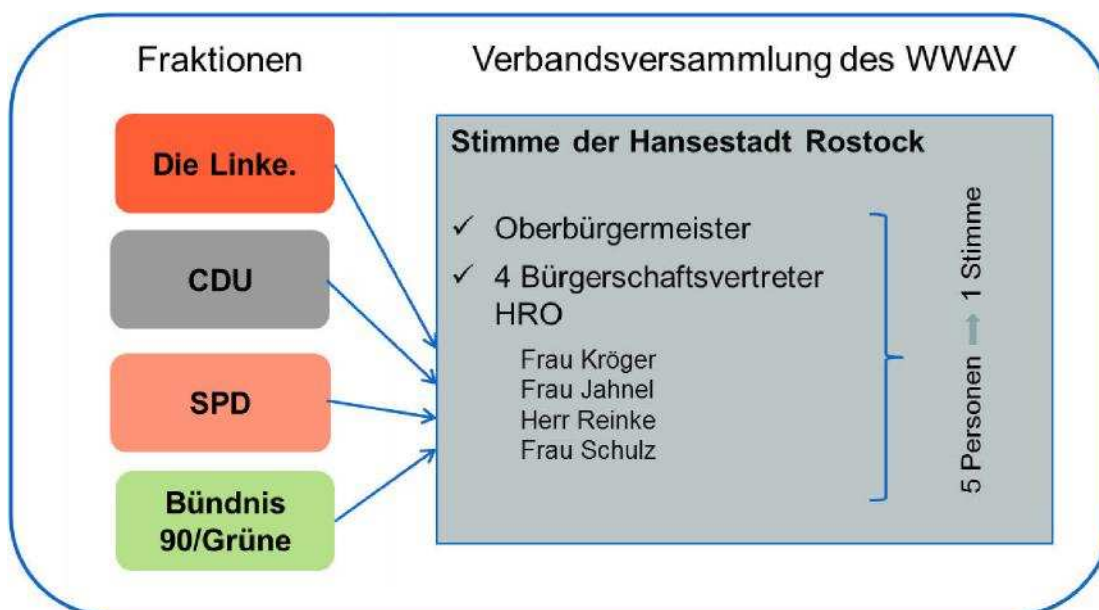 Fraktionen
Verbandsversammlung des WWAV
Die Linke.
CDU
SPD
Bündnis
90/Grüne
Stimme der Hansestadt Rostock
✓ Oberbürgermeister
✓ 4 Bürgerschaftsvertreter
HRO
Frau Kröger
Frau Jahnel
Herr Reinke
Frau Schulz
5 Personen ➡ 1 Stimme